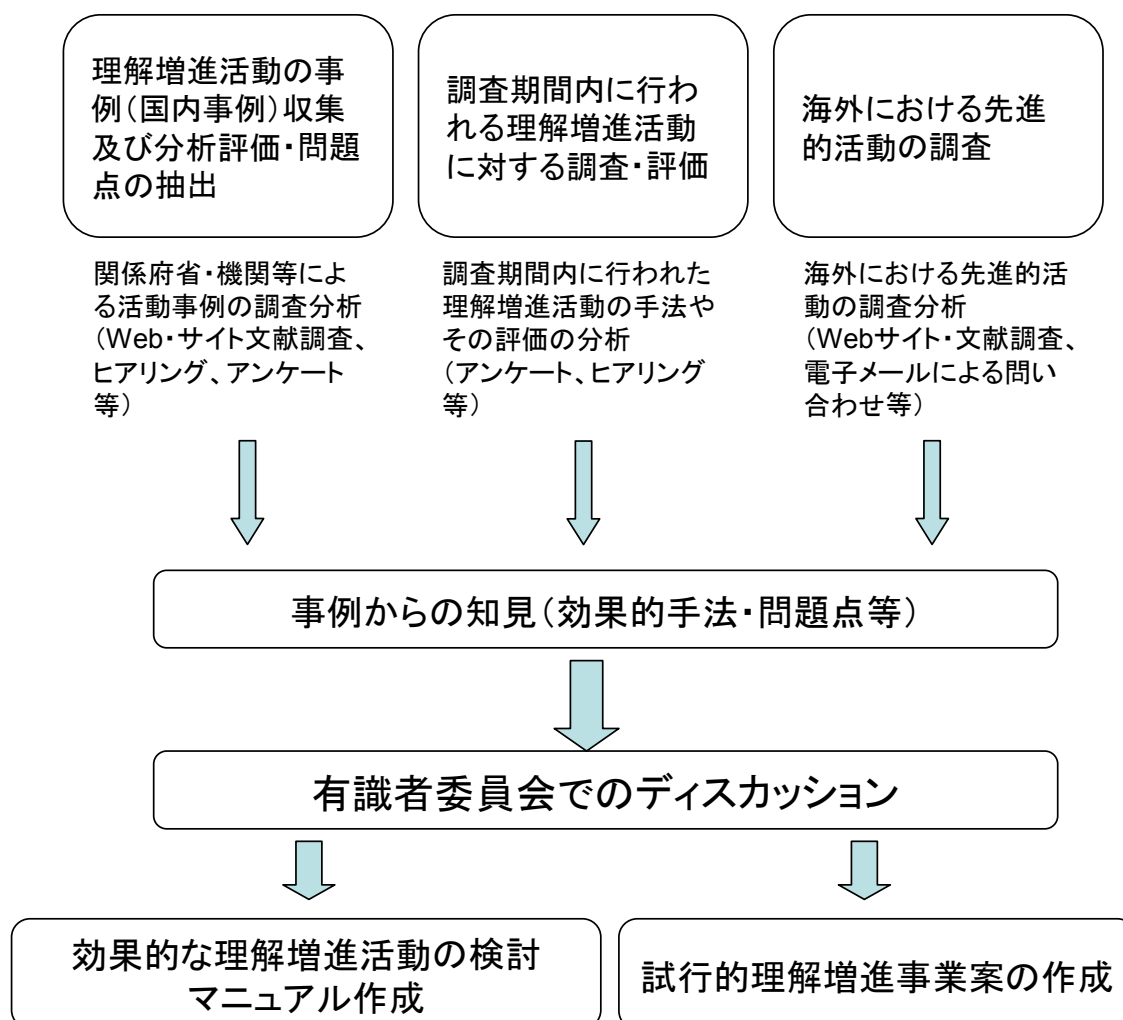 理解増進活動の事
例（国内事例）収集
及び分析評価・問題
点の抽出
調査期間内に行わ
れる理解増進活動
に対する調査・評価
海外における先進
的活動の調査
関係府省・機関等によ
る活動事例の調査分析
（Web・サイト文献調査、
ヒアリング、アンケート
等）
調査期間内に行われた
理解増進活動の手法や
その評価の分析
（アンケート、ヒアリング
等）
海外における先進的活
動の調査分析
（Webサイト・文献調査、
電子メールによる問い
合わせ等）
事例からの知見（効果的手法・問題点等）
有識者委員会でのディスカッション
効果的な理解増進活動の検討
マニュアル作成
試行的理解増進事業案の作成